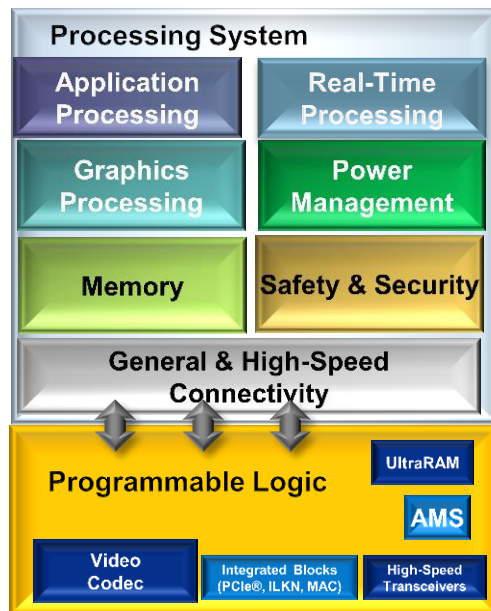 Processing System
Application
Processing
Real-Time
Processing
Graphics
Processing
Power
Management
Memory
Safety & Security
General & High-Speed
Connectivity
Programmable Logic
UltraRAM
AMS
Video
Codec
Integrated Blocks
(PCIe®, ILKN, MAC)
High-Speed
Transceivers